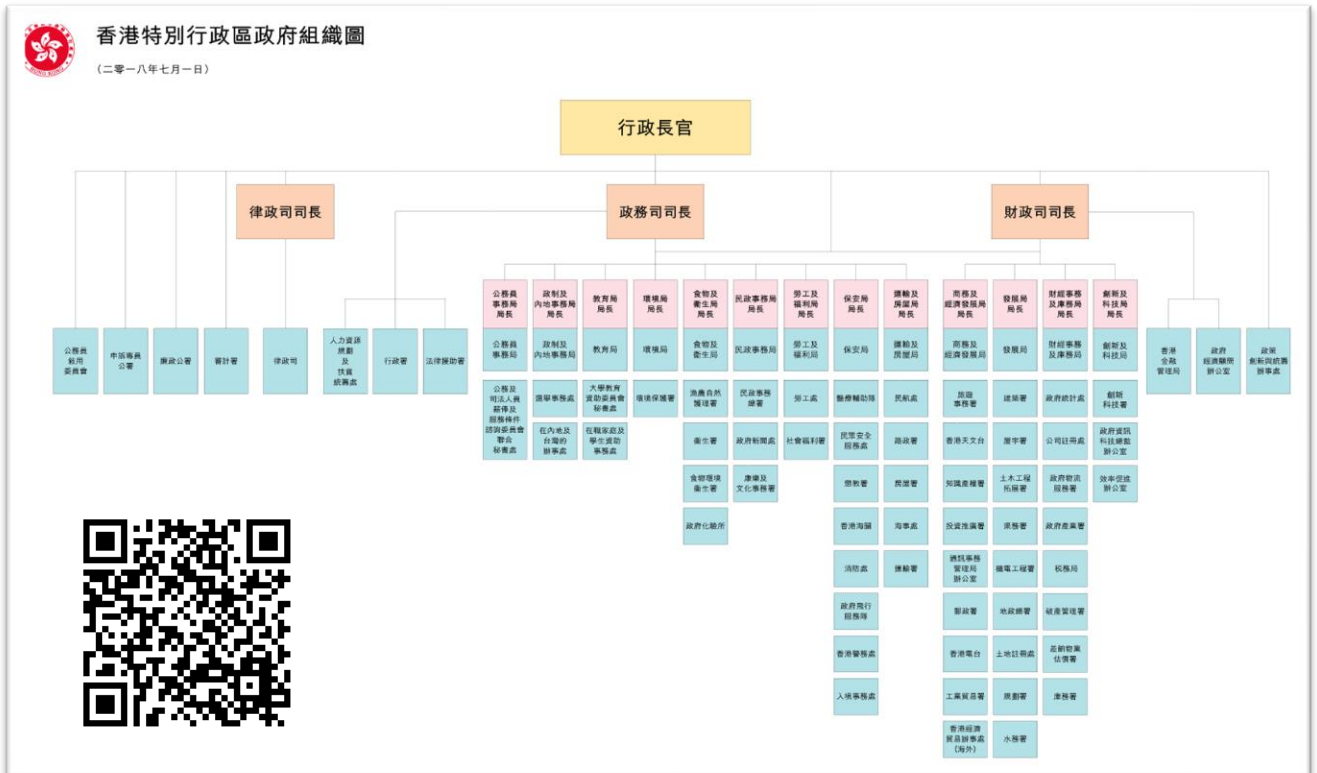 香港特別行政區政府組織圖
(二零一八年七月一日)
HONG KONG
行政長官
律政司司長
政務司司長
財政司司長
公務員
敍用
委員會
申訴專員
公署
廉政公署
審計署
律政司
人力資源
規劃
及
扶貧
統籌處
行政署
法律援助署
公務員
事務局
局長
公務員
事務局
公務及
司法人員
薪俸及
服務條件
諮詢委員會
聯合
秘書處
政制及
內地事務局
局長
政制及
內地事務局
選舉事務處
在內地及
台灣的
辦事處
教育局
局長
教育局
大學教育
資助委員會
秘書處
在職家庭及
學生資助
事務處
環境局
局長
環境局
環境保護署
食物及
衞生局
局長
食物及
衞生局
漁農自然
護理署
衞生署
食物環境
衞生署
政府化驗所
民政事務局
局長
民政事務局
民政事務
總署
政府新聞處
康樂及
文化事務署
勞工及
福利局
局長
勞工及
福利局
勞工處
社會福利署
保安局
局長
保安局
醫療輔助隊
民眾安全
服務處
懲教署
香港海關
消防處
政府飛行
服務隊
香港警務處
入境事務處
運輸及
房屋局
局長
運輸及
房屋局
民航處
路政署
房屋署
海事處
運輸署
商務及
經濟發展局
局長
商務及
經濟發展局
旅遊
事務署
香港天文台
知識產權署
投資推廣署
通訊事務
管理局
辦公室
郵政署
香港電台
工業貿易署
香港經濟
貿易辦事處
(海外)
發展局
局長
發展局
建築署
屋宇署
土木工程
拓展署
渠務署
機電工程署
地政總署
土地註冊處
規劃署
水務署
財經事務
及庫務局
局長
財經事務
及庫務局
政府統計處
公司註冊處
政府物流
服務署
政府產業署
稅務局
破產管理署
差餉物業
估價署
庫務署
創新及
科技局
局長
創新及
科技局
創新
科技署
政府資訊
科技總監
辦公室
效率促進
辦公室
香港
金融
管理局
政府
經濟顧問
辦公室
政策
創新與統籌
辦事處